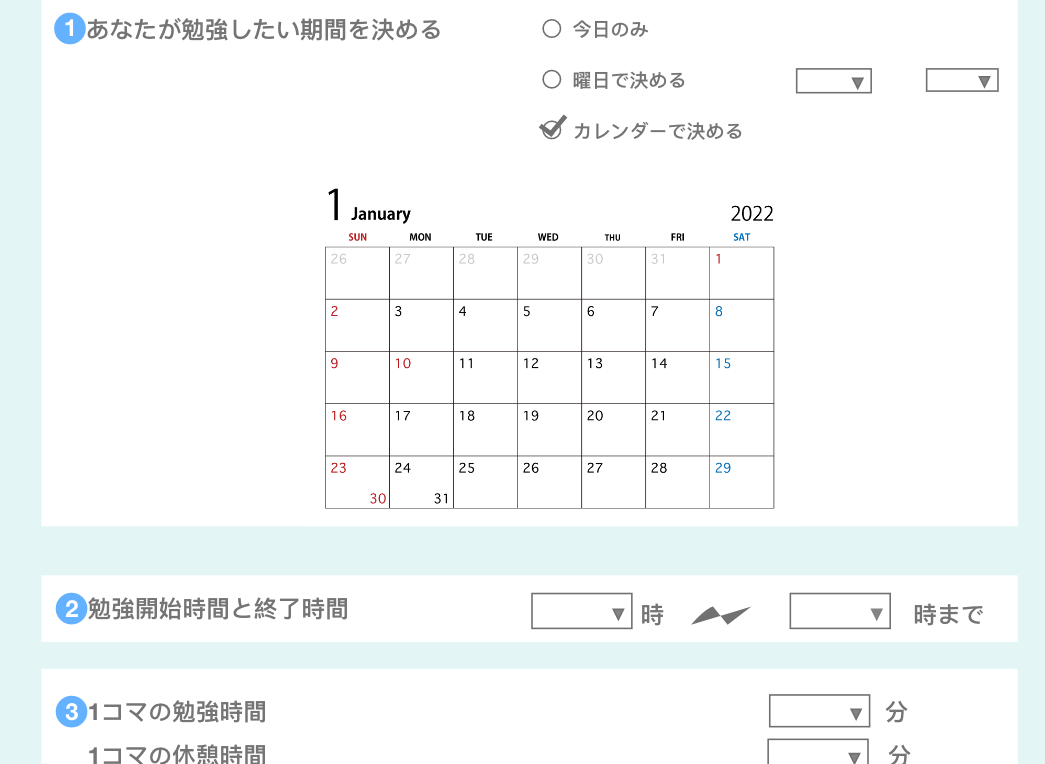 1 あなたが勉強したい期間を決める
今日のみ
曜日で決める
カレンダーで決める
1 January 2022
SUN MON TUE WED THU FRI SAT
26 27 28 29 30 31 1
2 3 4 5 6 7 8
9 10 11 12 13 14 15
16 17 18 19 20 21 22
23 24 25 26 27 28 29
30 31
2 勉強開始時間と終了時間 時 時まで
3 1コマの勉強時間 分
1コマの休憩時間 分